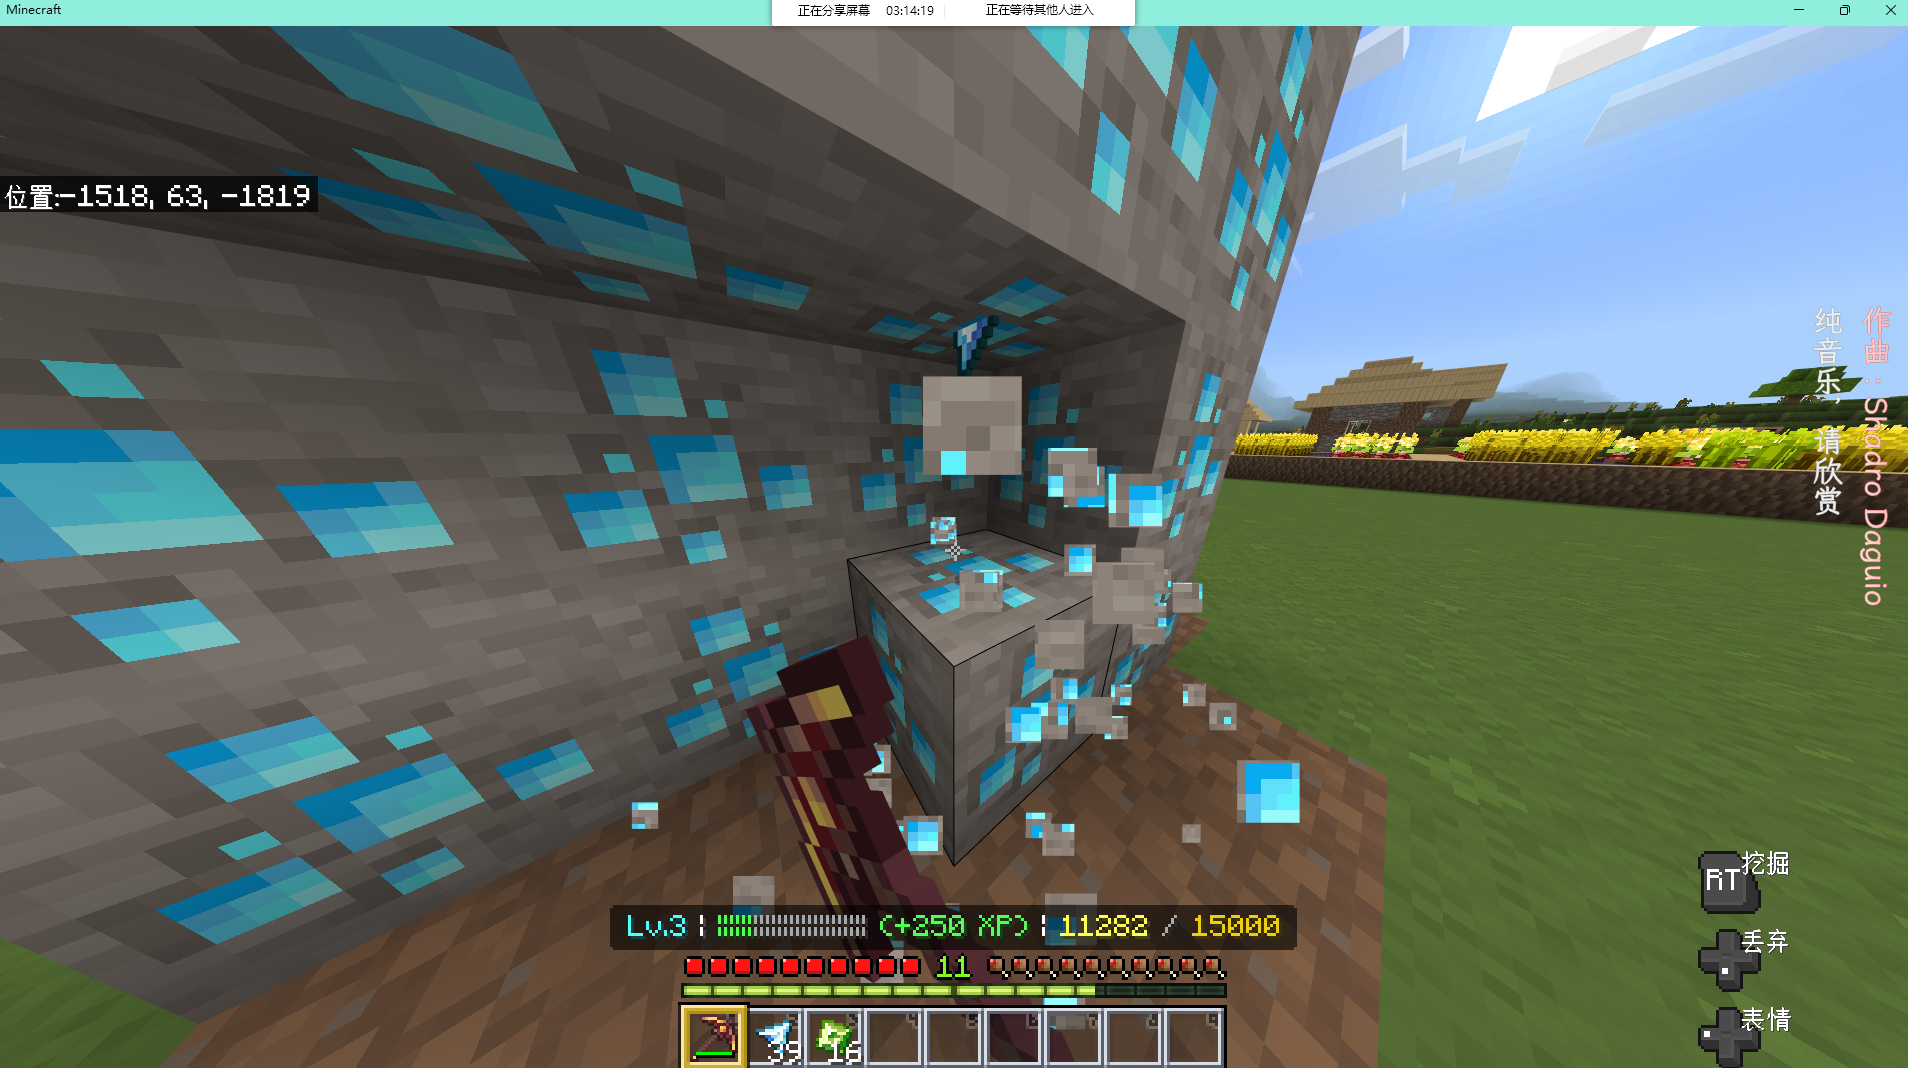 Minecraft
正在分享屏幕 03:14:19 正在等待其他人进入
位置:-1518, 63, -1819
作曲: Shadro Daguio
纯音乐,请欣赏
RT 挖掘
丢弃
表情
Lv.3 | (+250 XP) | 11282 / 15000
11
39 16